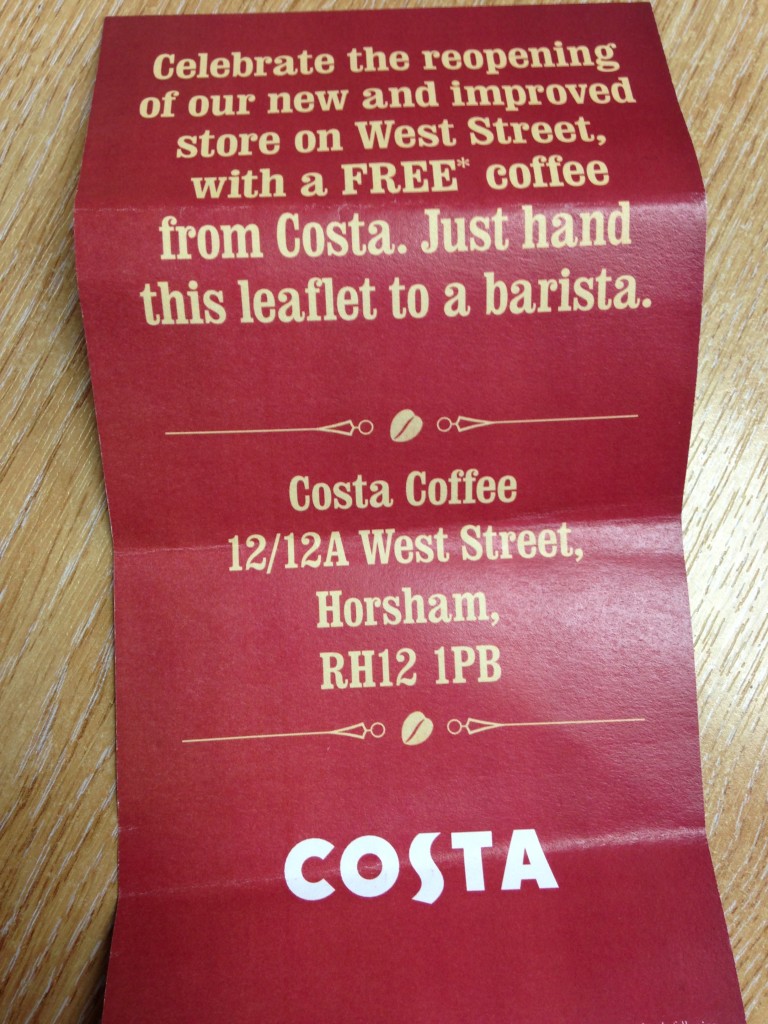 Celebrate the reopening
of our new and improved
store on West Street,
with a FREE* coffee
from Costa. Just hand
this leaflet to a barista.
Costa Coffee
12/12A West Street,
Horsham,
RH12 1PB
COSTA